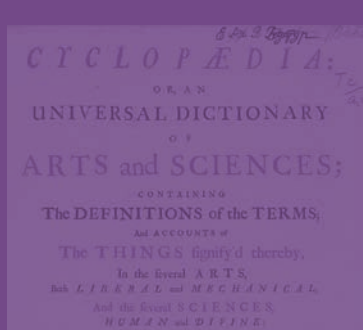 CYCLOPÆDIA:
OR, AN
UNIVERSAL DICTIONARY
OF
ARTS and SCIENCES;
CONTAINING
The DEFINITIONS of the TERMS,
And ACCOUNTS of
The THINGS signify'd thereby,
In the several ARTS,
Both LIBERAL and MECHANICAL,
And the several SCIENCES,
HUMAN and DIVINE: